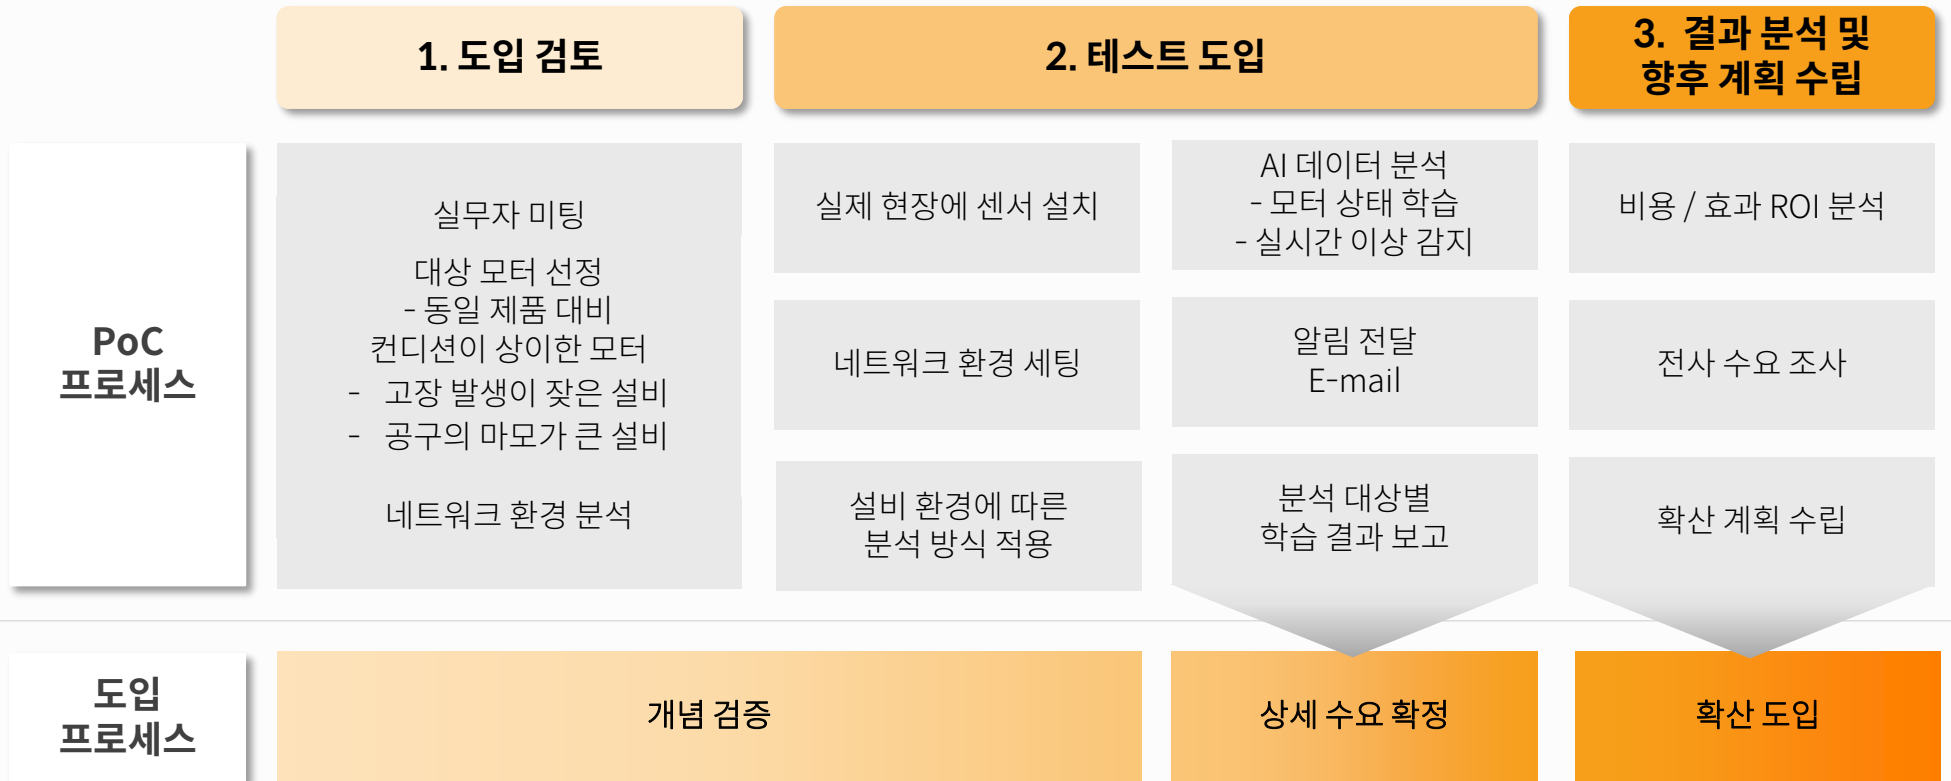 1. 도입 검토
2. 테스트 도입
3. 결과 분석 및
향후 계획 수립
PoC
프로세스
실무자 미팅
대상 모터 선정
- 동일 제품 대비
컨디션이 상이한 모터
- 고장 발생이 잦은 설비
- 공구의 마모가 큰 설비
네트워크 환경 분석
실제 현장에 센서 설치
네트워크 환경 세팅
설비 환경에 따른
분석 방식 적용
AI 데이터 분석
- 모터 상태 학습
- 실시간 이상 감지
알림 전달
E-mail
분석 대상별
학습 결과 보고
비용 / 효과 ROI 분석
전사 수요 조사
확산 계획 수립
도입
프로세스
개념 검증
상세 수요 확정
확산 도입